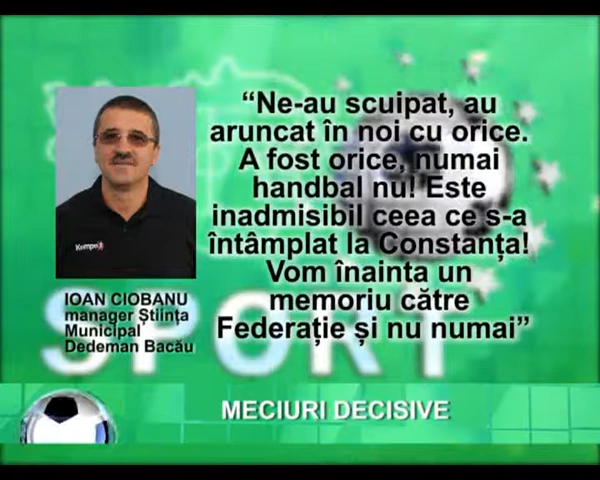 “Ne-au scuipat, au
aruncat în noi cu orice.
A fost orice, numai
handbal nu! Este
inadmisibil ceea ce s-a
întâmplat la Constanța!
Vom înainta un
memoriu către
Federație și nu numai”
Kempa
IOAN CIOBANU
manager Știința
Municipal
Dedeman Bacău
SPORT
MECIURI DECISIVE